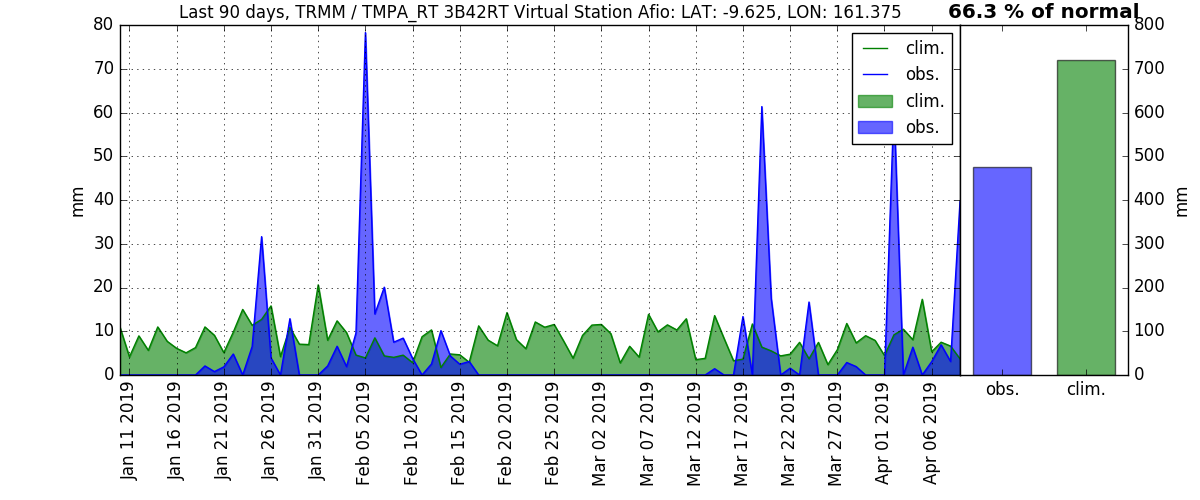 Last 90 days, TRMM / TMPA_RT 3B42RT Virtual Station Afio: LAT: -9.625, LON: 161.375
66.3 % of normal
80
70
60
50
40
30
20
10
0
mm
clim.
obs.
clim.
obs.
800
700
600
500
400
300
200
100
0
mm
Jan 11 2019
Jan 16 2019
Jan 21 2019
Jan 26 2019
Jan 31 2019
Feb 05 2019
Feb 10 2019
Feb 15 2019
Feb 20 2019
Feb 25 2019
Mar 02 2019
Mar 07 2019
Mar 12 2019
Mar 17 2019
Mar 22 2019
Mar 27 2019
Apr 01 2019
Apr 06 2019
obs.
clim.